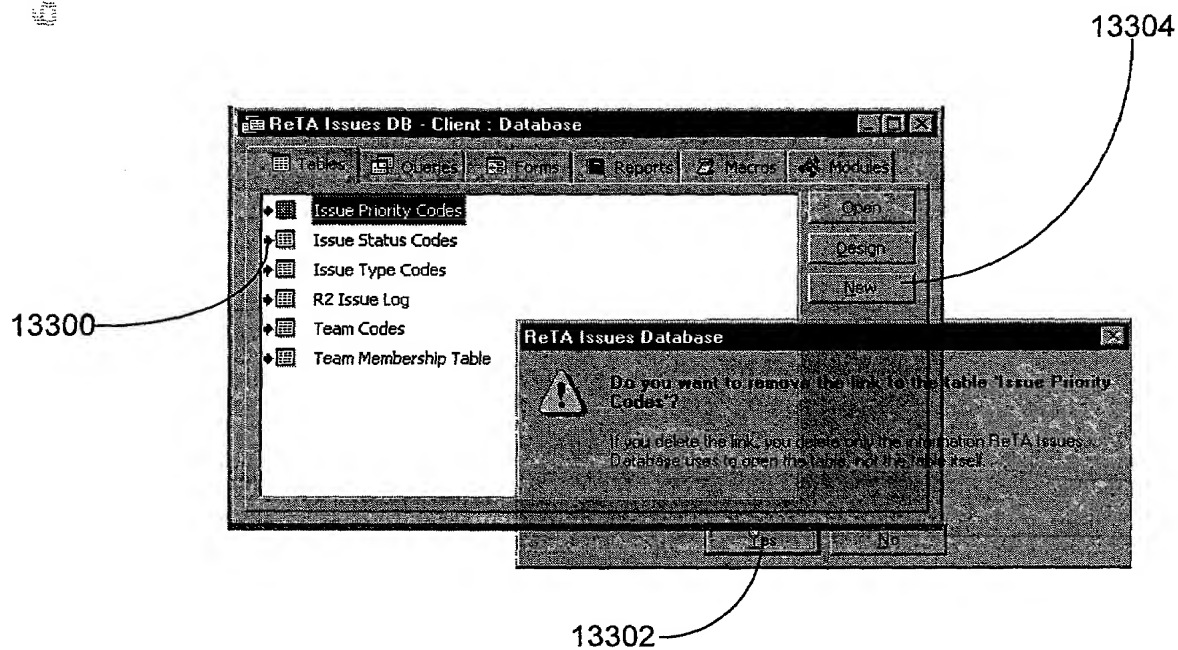 13304
ReTA Issues DB - Client : Database
Tables Queries Forms Reports Macros Modules
Issue Priority Codes
Open
Issue Status Codes
Design
Issue Type Codes
New
R2 Issue Log
13300
Team Codes
Team Membership Table
ReTA Issues Database
Do you want to remove the link to the table 'Issue Priority
Codes'?
If you delete the link, you delete only the information ReTA Issues
Database uses to open the table, not the table itself.
Yes No
13302